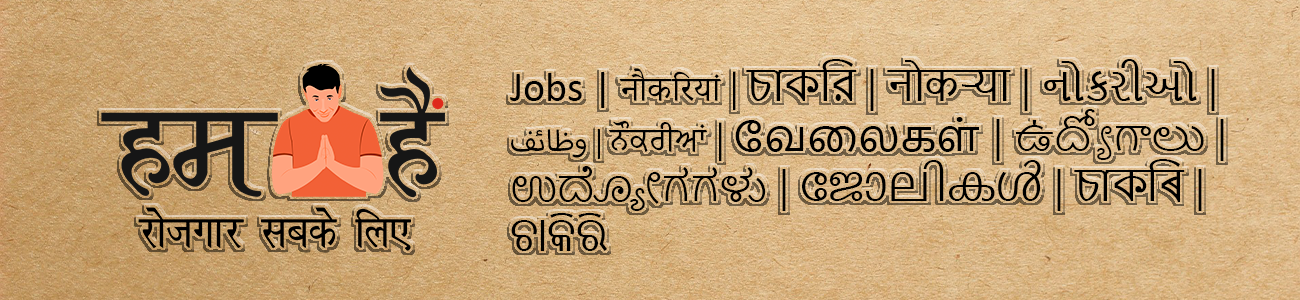 हम हैं
रोजगार सबके लिए
Jobs | नौकरियां | চাকরি | नोकऱ्या | નોકરીઓ |
وظائف | ਨੌਕਰੀਆਂ | வேலைகள் | ఉద్యోగాలు |
ಉದ್ಯೋಗಗಳು | ജോലികൾ | চাকৰি |
ଚାକିରି